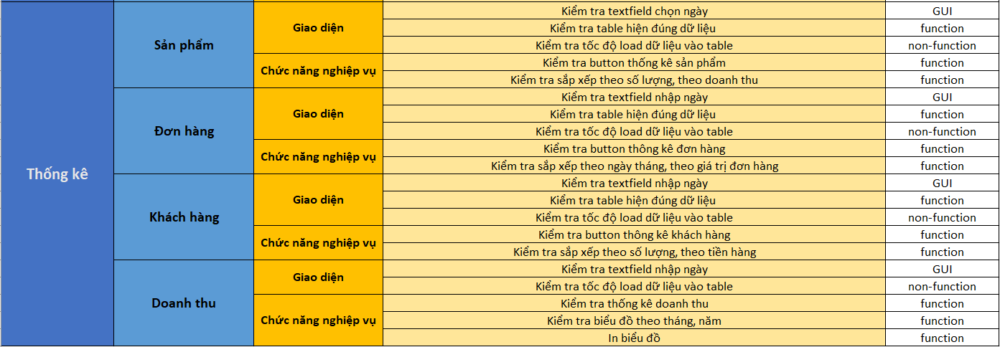 Thống kê
Sản phẩm
Giao diện
Kiểm tra textfield chọn ngày
GUI
Kiểm tra table hiện đúng dữ liệu
function
Kiểm tra tốc độ load dữ liệu vào table
non-function
Chức năng nghiệp vụ
Kiểm tra button thống kê sản phẩm
function
Kiểm tra sắp xếp theo số lượng, theo doanh thu
function
Đơn hàng
Giao diện
Kiểm tra textfield nhập ngày
GUI
Kiểm tra table hiện đúng dữ liệu
function
Kiểm tra tốc độ load dữ liệu vào table
non-function
Chức năng nghiệp vụ
Kiểm tra button thông kê đơn hàng
function
Kiểm tra sắp xếp theo ngày tháng, theo giá trị đơn hàng
function
Khách hàng
Giao diện
Kiểm tra textfield nhập ngày
GUI
Kiểm tra table hiện đúng dữ liệu
function
Kiểm tra tốc độ load dữ liệu vào table
non-function
Chức năng nghiệp vụ
Kiểm tra button thông kê khách hàng
function
Kiểm tra sắp xếp theo số lượng, theo tiền hàng
function
Doanh thu
Giao diện
Kiểm tra textfield nhập ngày
GUI
Kiểm tra tốc độ load dữ liệu vào table
non-function
Chức năng nghiệp vụ
Kiểm tra thống kê doanh thu
function
Kiểm tra biểu đồ theo tháng, năm
function
In biểu đồ
function